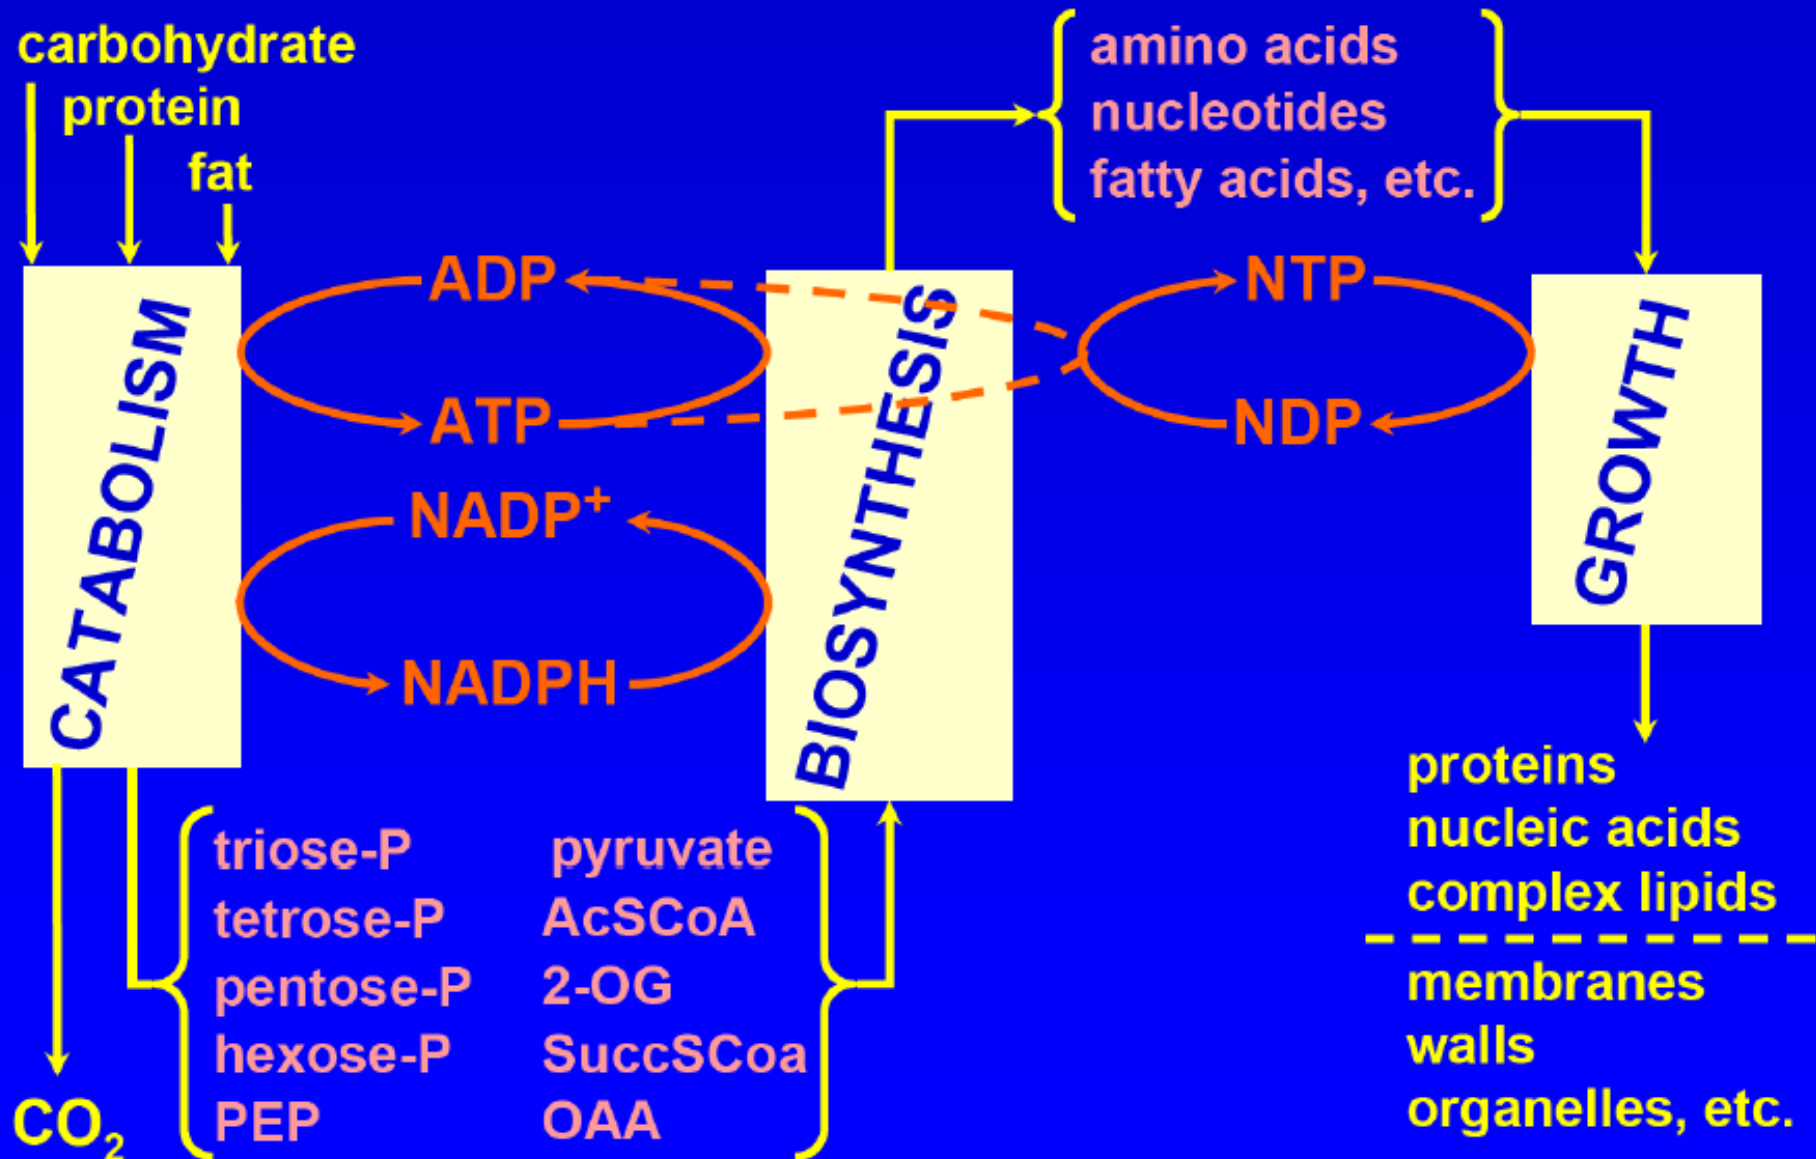 carbohydrate
protein
fat
CATABOLISM
ADP
ATP
NADP⁺
NADPH
CO₂
triose-P
tetrose-P
pentose-P
hexose-P
PEP
pyruvate
AcSCoA
2-OG
SuccSCoa
OAA
BIOSYNTHESIS
amino acids
nucleotides
fatty acids, etc.
NTP
NDP
GROWTH
proteins
nucleic acids
complex lipids
membranes
walls
organelles, etc.